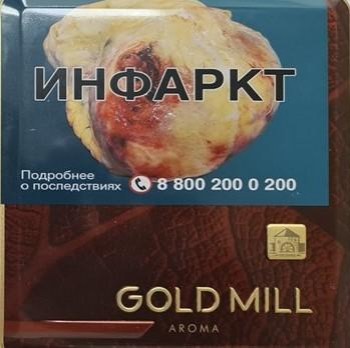 ИНФАРКТ
Подробнее
о последствиях 8 800 200 0 200
GOLD MILL
AROMA